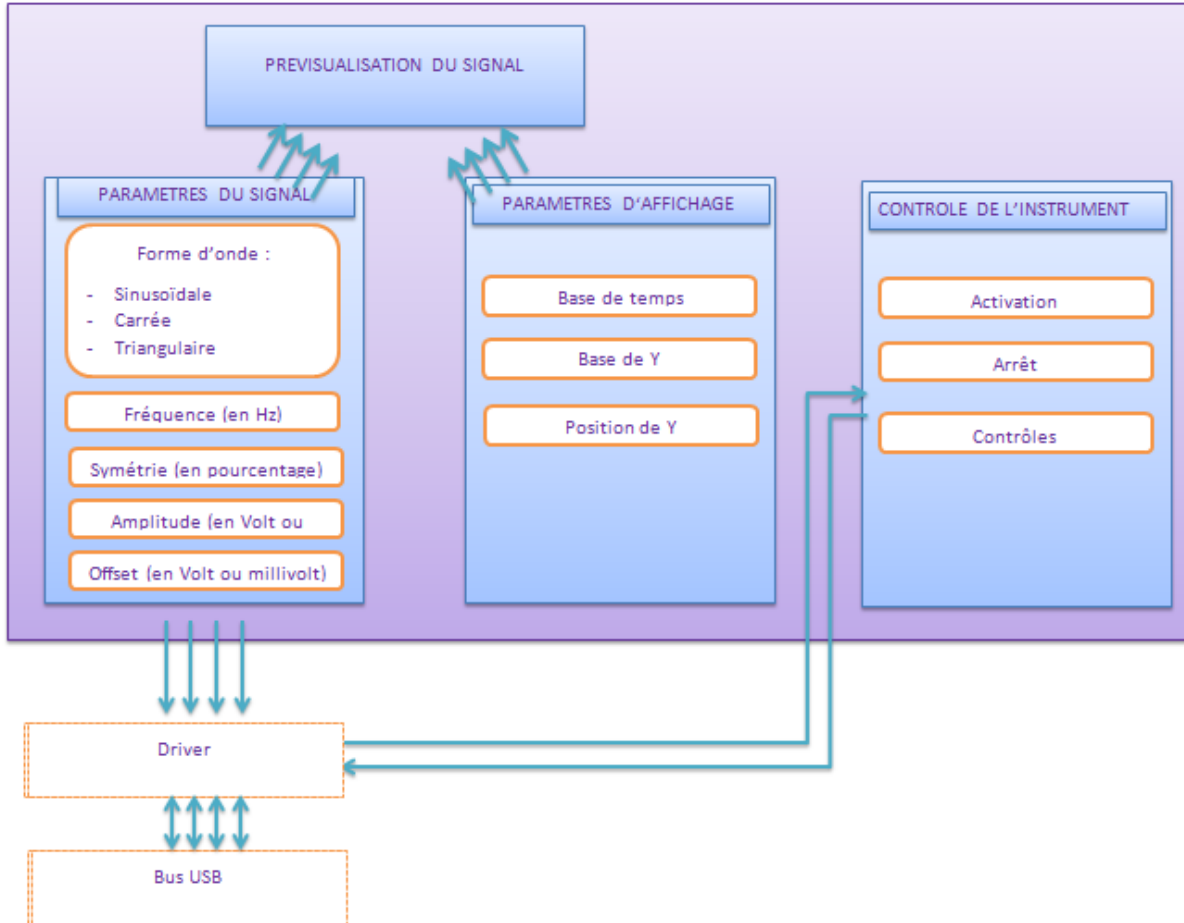 PREVISUALISATION DU SIGNAL
PARAMETRES DU SIGNAL
Forme d'onde :
- Sinusoïdale
- Carrée
- Triangulaire
Fréquence (en Hz)
Symétrie (en pourcentage)
Amplitude (en Volt ou
Offset (en Volt ou millivolt)
PARAMETRES D'AFFICHAGE
Base de temps
Base de Y
Position de Y
CONTROLE DE L'INSTRUMENT
Activation
Arrêt
Contrôles
Driver
Bus USB